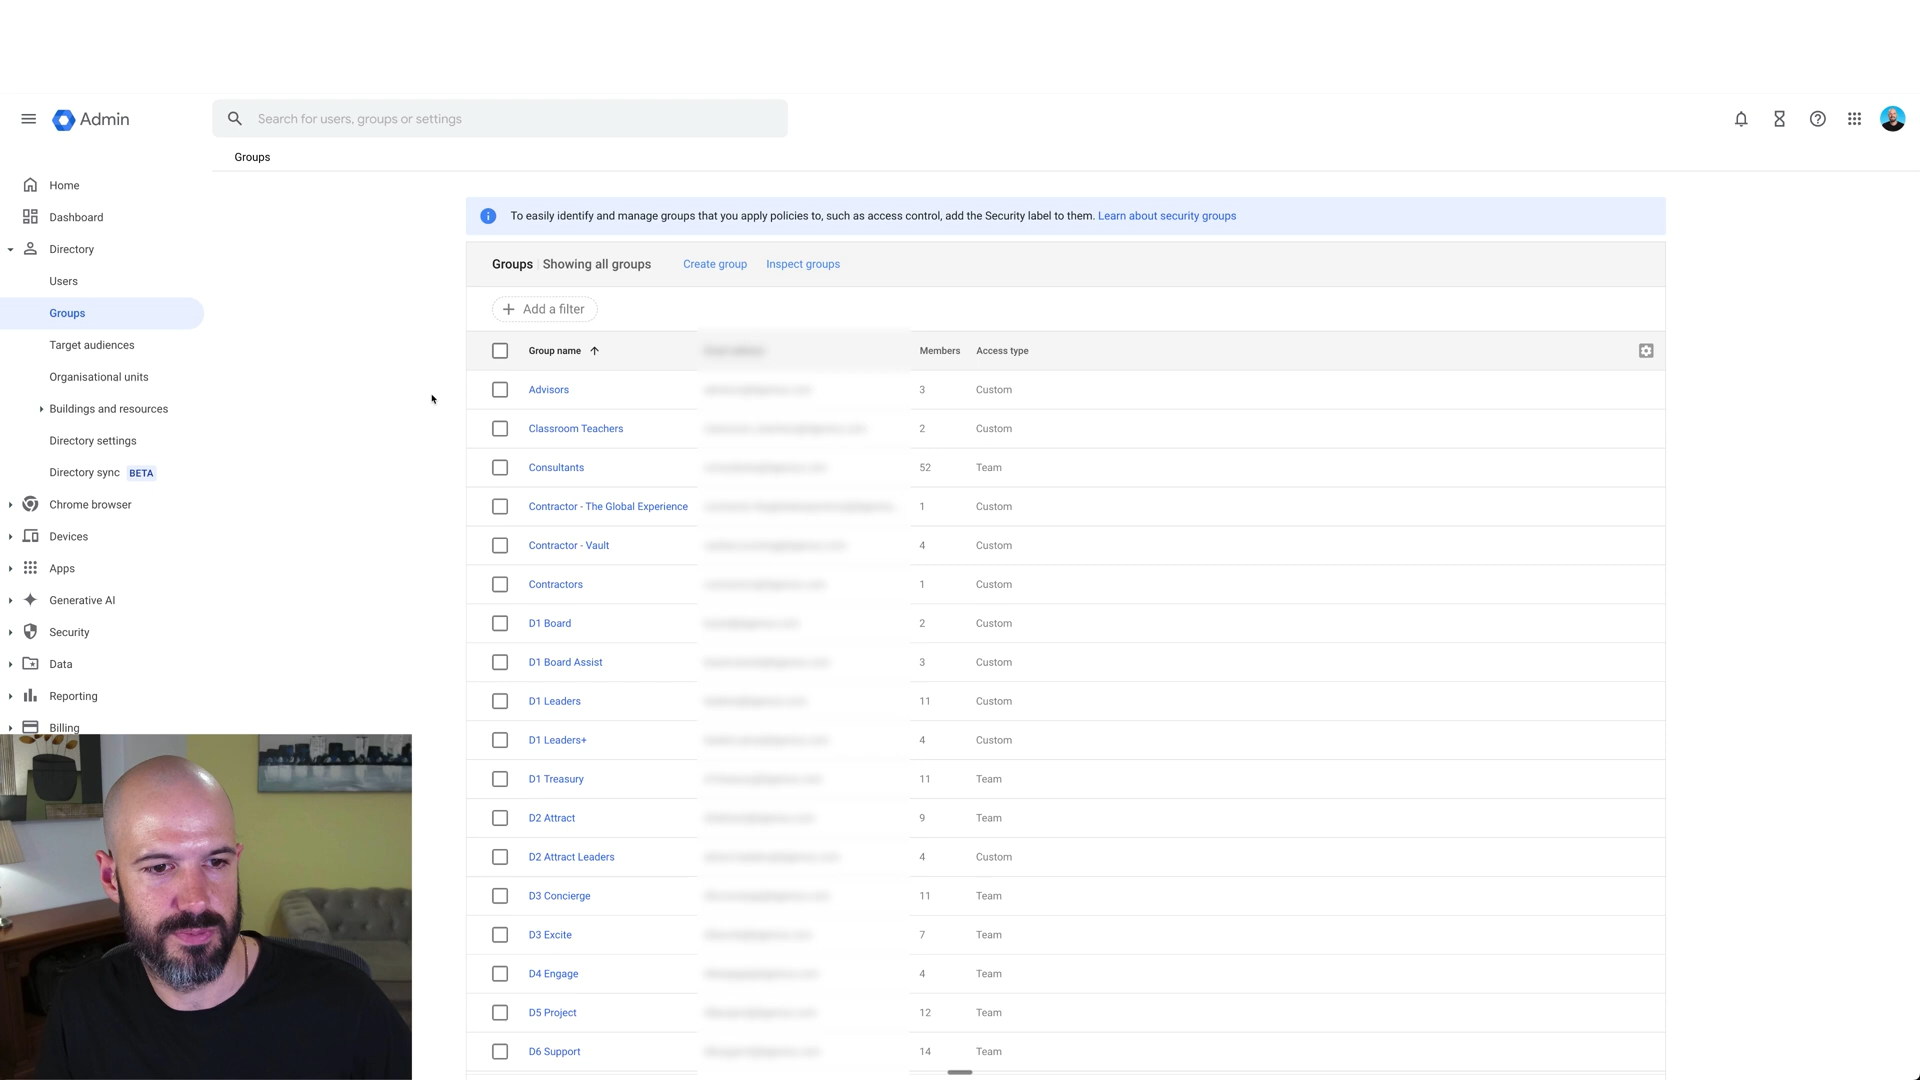 Admin
Search for users, groups or settings
Groups
Home
Dashboard
Directory
Users
Groups
Target audiences
Organisational units
Buildings and resources
Directory settings
Directory sync BETA
Chrome browser
Devices
Apps
Generative AI
Security
Data
Reporting
Billing
To easily identify and manage groups that you apply policies to, such as access control, add the Security label to them. Learn about security groups
Groups Showing all groups Create group Inspect groups
Add a filter
Group name Members Access type
Advisors 3 Custom
Classroom Teachers 2 Custom
Consultants 52 Team
Contractor - The Global Experience 1 Custom
Contractor - Vault 4 Custom
Contractors 1 Custom
D1 Board 2 Custom
D1 Board Assist 3 Custom
D1 Leaders 11 Custom
D1 Leaders+ 4 Custom
D1 Treasury 11 Team
D2 Attract 9 Team
D2 Attract Leaders 4 Custom
D3 Concierge 11 Team
D3 Excite 7 Team
D4 Engage 4 Team
D5 Project 12 Team
D6 Support 14 Team